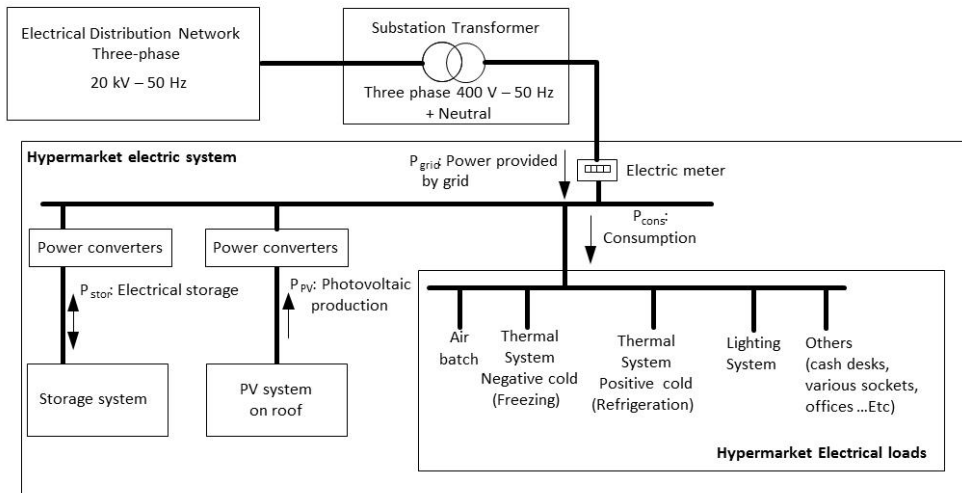 Electrical Distribution Network
Three-phase
20 kV – 50 Hz
Substation Transformer
Three phase 400 V – 50 Hz
+ Neutral
Hypermarket electric system
Pgrid: Power provided
by grid
Electric meter
Pcons:
Consumption
Power converters
Power converters
Pstor: Electrical storage
PPV: Photovoltaic
production
Storage system
PV system
on roof
Air
batch
Thermal
System
Negative cold
(Freezing)
Thermal
System
Positive cold
(Refrigeration)
Lighting
System
Others
(cash desks,
various sockets,
offices ...Etc)
Hypermarket Electrical loads